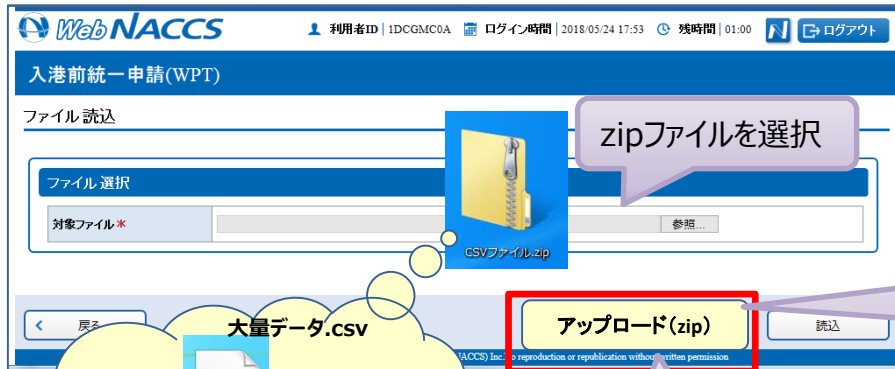 Web NACCS
利用者ID | 1DCGMC0A ログイン時間 | 2018/05/24 17:53 残時間 | 01:00 ログアウト
入港前統一申請(WPT)
ファイル 読込
zipファイルを選択
ファイル 選択
対象ファイル*
参照...
CSVファイル.zip
戻る
大量データ.csv
アップロード(zip)
読込
NACCS) Inc. No reproduction or republication without written permission